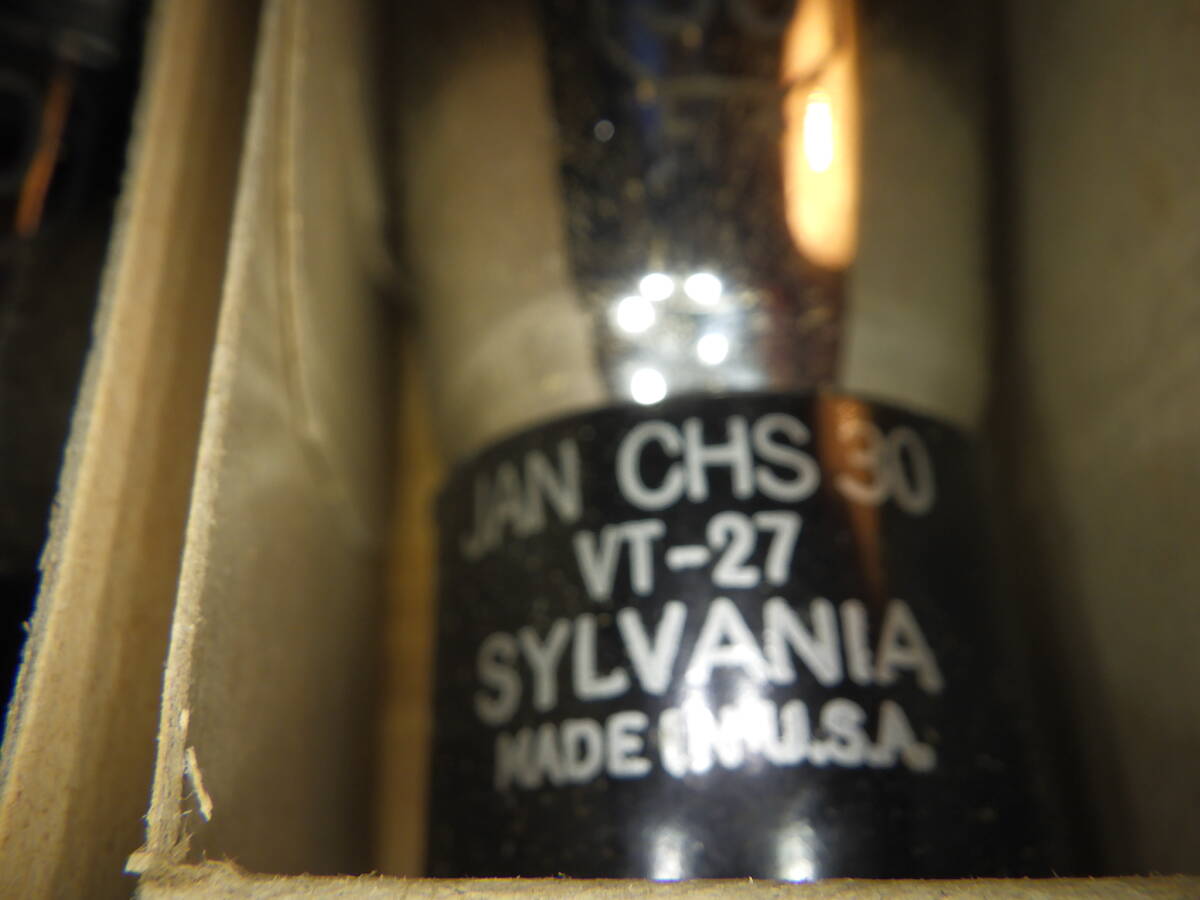 JAN CHS 30
VT-27
SYLVANIA
MADE IN U.S.A.